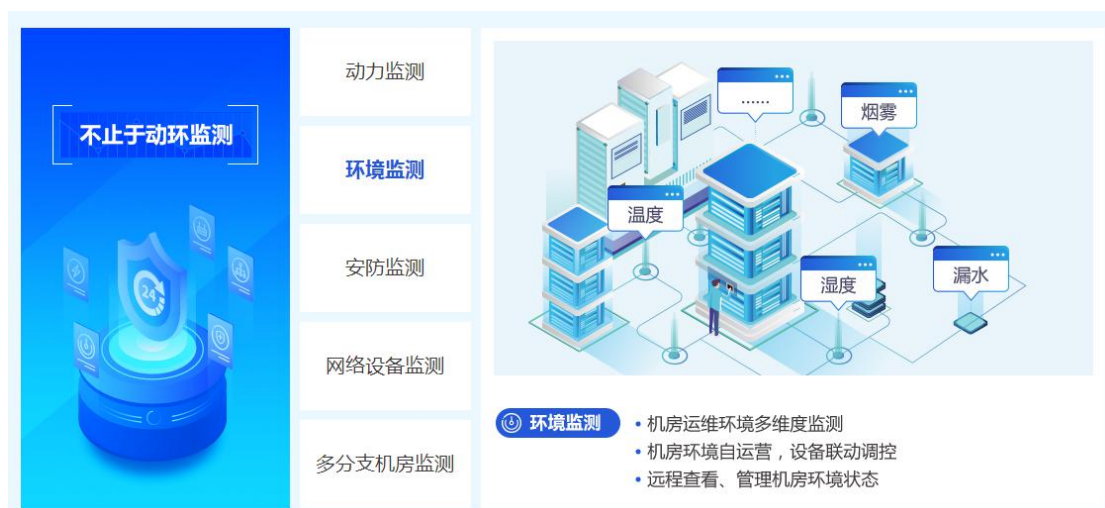 不止于动环监测
24
动力监测
环境监测
安防监测
网络设备监测
多分支机房监测
......
烟雾
温度
湿度
漏水
环境监测
• 机房运维环境多维度监测
• 机房环境自运营，设备联动调控
• 远程查看、管理机房环境状态